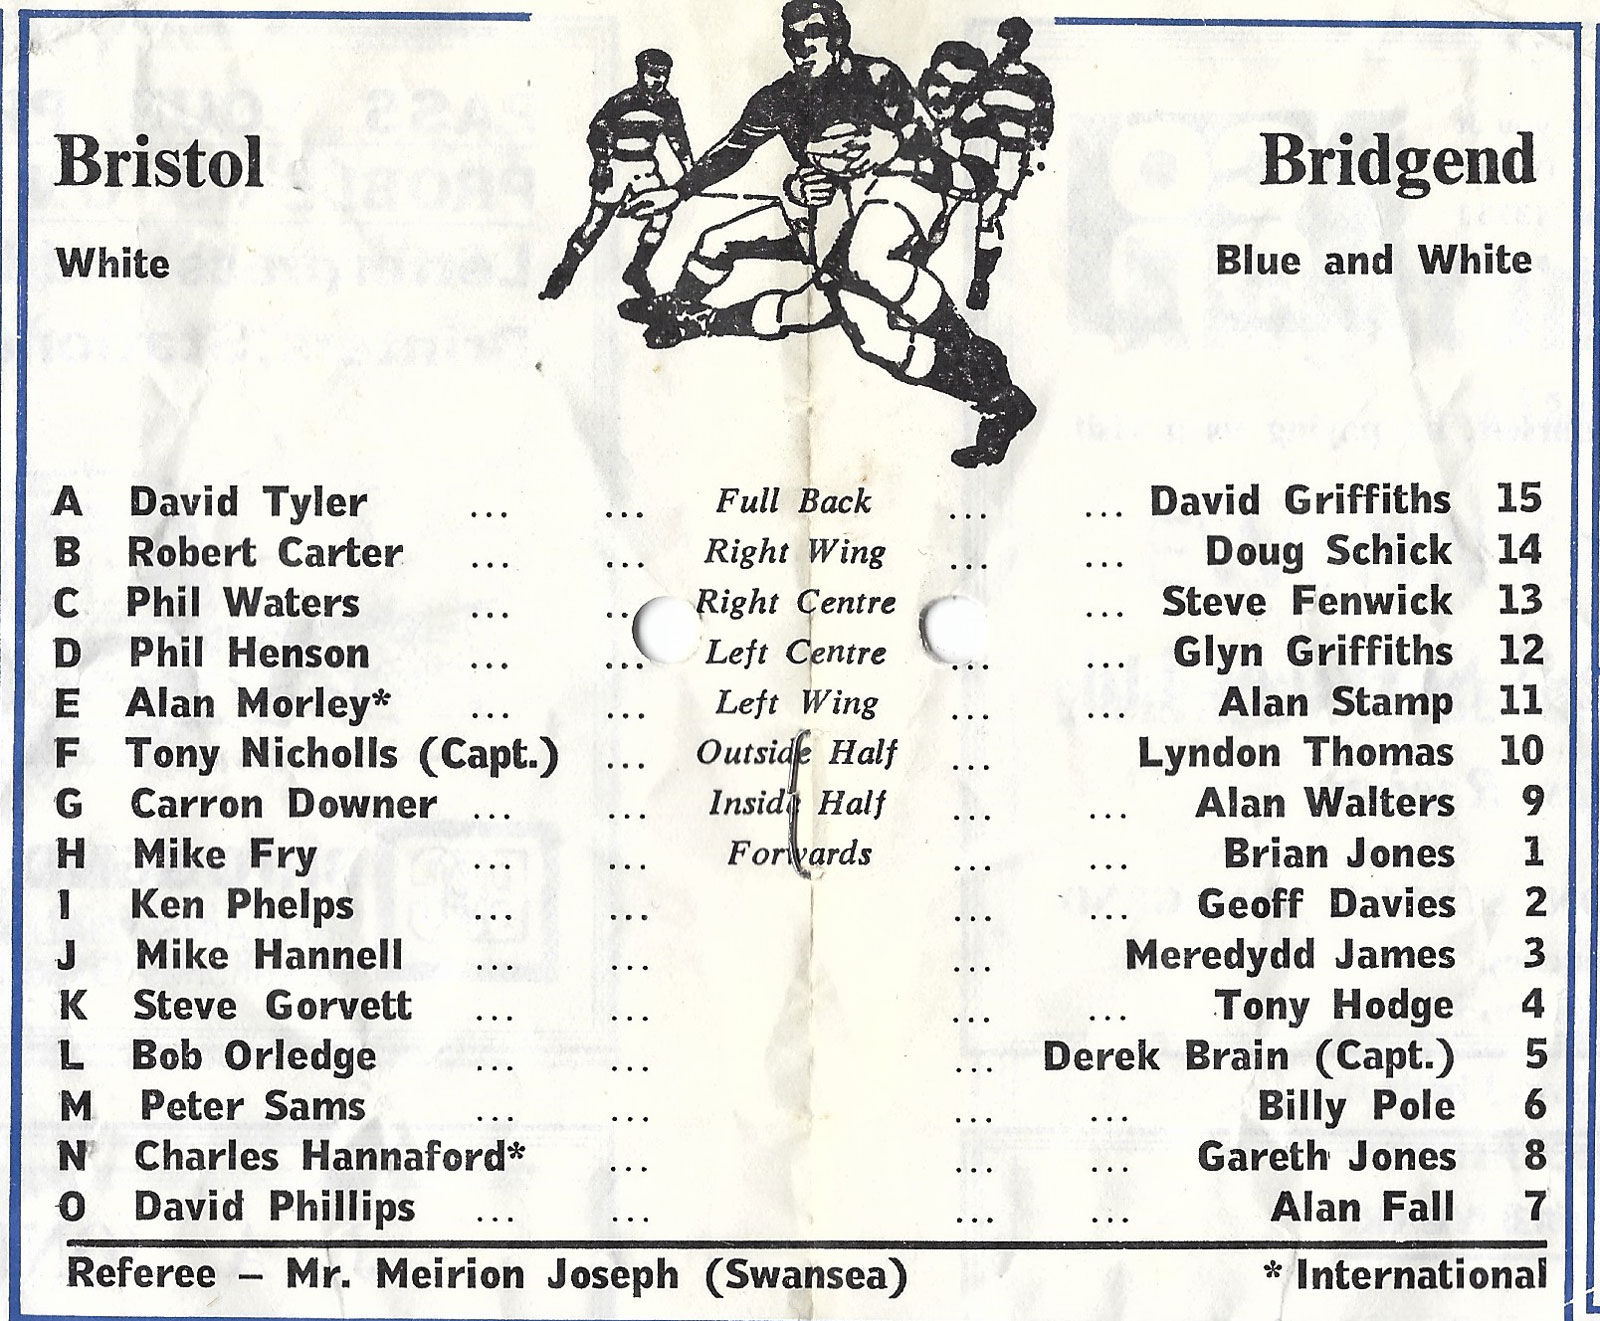 Bristol Bridgend
White Blue and White
A David Tyler ... ... Full Back ... ... David Griffiths 15
B Robert Carter ... ... Right Wing ... ... Doug Schick 14
C Phil Waters ... ... Right Centre ... Steve Fenwick 13
D Phil Henson ... ... Left Centre ... ... Glyn Griffiths 12
E Alan Morley* ... ... Left Wing ... ... Alan Stamp 11
F Tony Nicholls (Capt.) ... Outside Half ... Lyndon Thomas 10
G Carron Downer ... ... Inside Half ... ... Alan Walters 9
H Mike Fry ... ... Forwards ... ... Brian Jones 1
I Ken Phelps ... ... ... ... Geoff Davies 2
J Mike Hannell ... ... ... Meredydd James 3
K Steve Gorvett ... ... ... ... Tony Hodge 4
L Bob Orledge ... ... ... Derek Brain (Capt.) 5
M Peter Sams ... ... ... ... Billy Pole 6
N Charles Hannaford* ... ... ... Gareth Jones 8
O David Phillips ... ... ... ... Alan Fall 7
Referee – Mr. Meirion Joseph (Swansea) * International